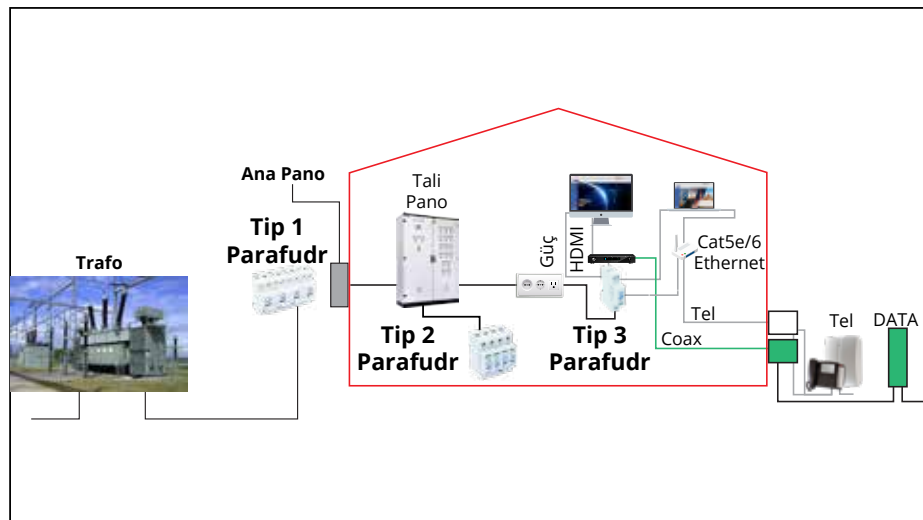 Ana Pano
Tip 1
Parafudr
Trafo
Tali
Pano
Güç
HDMI
Cat5e/6
Ethernet
Tip 2
Parafudr
Tip 3
Parafudr
Tel
Coax
Tel
DATA